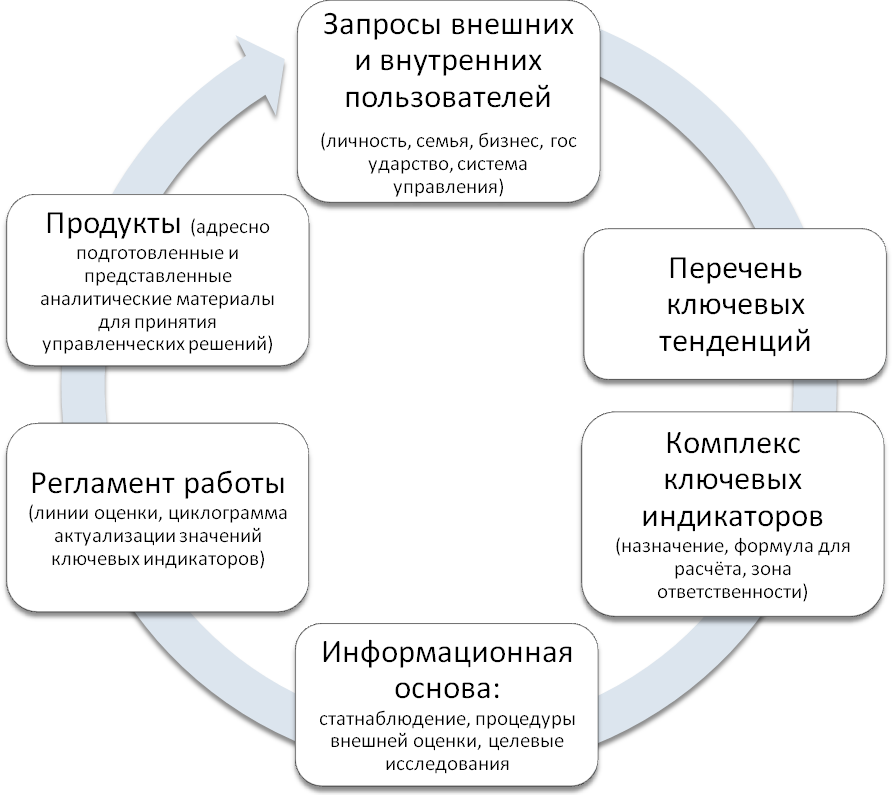 Запросы внешних
и внутренних
пользователей
(личность, семья, бизнес, гос
ударство, система
управления)
Перечень
ключевых
тенденций
Комплекс
ключевых
индикаторов
(назначение, формула для
расчёта, зона
ответственности)
Информационная
основа:
статнаблюдение, процедуры
внешней оценки, целевые
исследования
Регламент работы
(линии оценки, циклограмма
актуализации значений
ключевых индикаторов)
Продукты (адресно
подготовленные и
представленные
аналитические материалы
для принятия
управленческих решений)